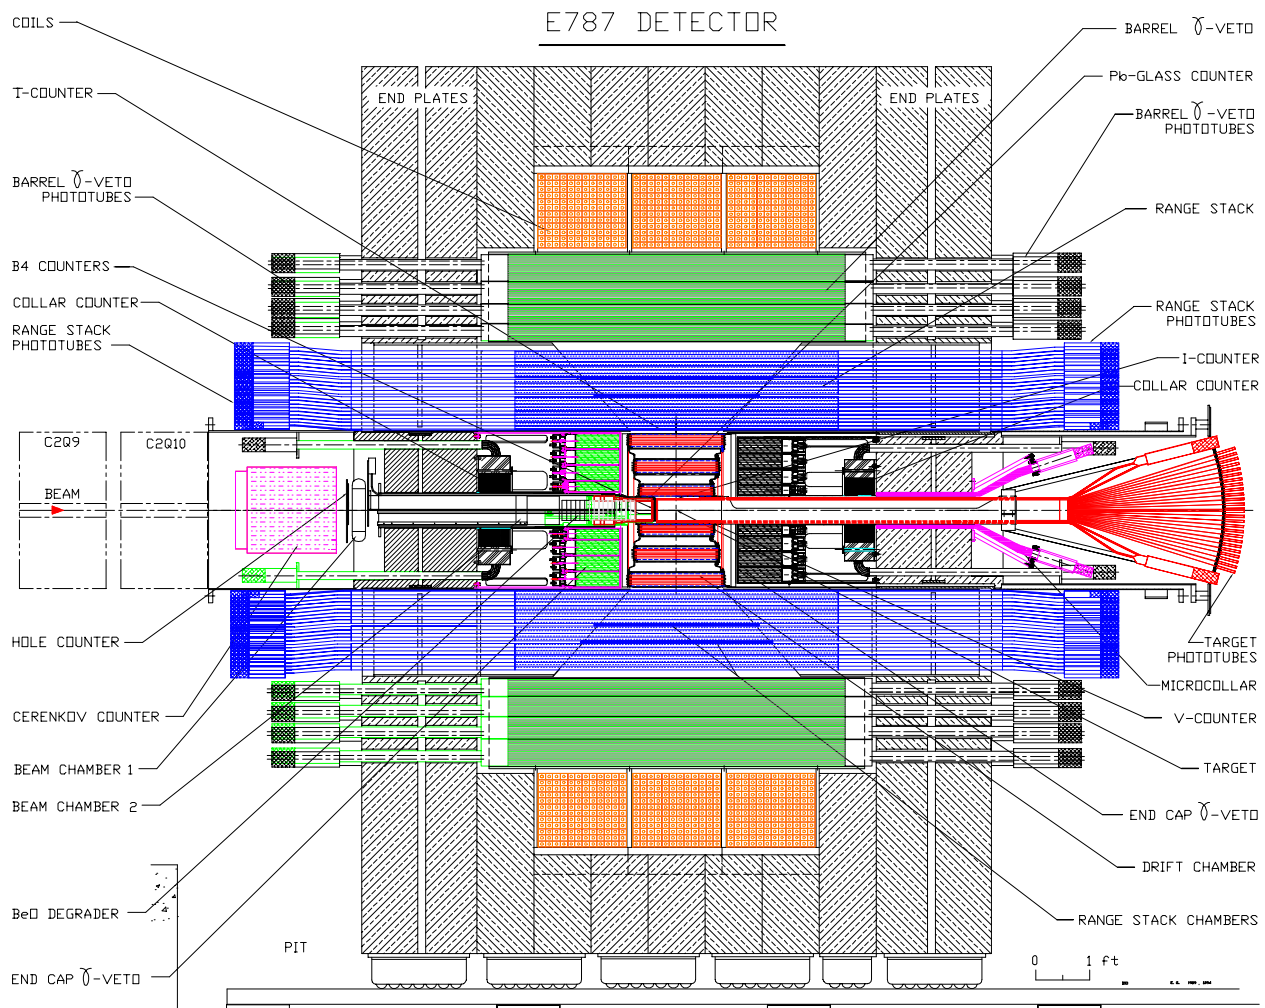 E787 DETECTOR
COILS
T-COUNTER
BARREL γ-VETO
PHOTOTUBES
B4 COUNTERS
COLLAR COUNTER
RANGE STACK
PHOTOTUBES
END PLATES
END PLATES
BARREL γ-VETO
Pb-GLASS COUNTER
BARREL γ-VETO
PHOTOTUBES
RANGE STACK
RANGE STACK
PHOTOTUBES
I-COUNTER
COLLAR COUNTER
C2Q9
C2Q10
BEAM
HOLE COUNTER
CERENKOV COUNTER
BEAM CHAMBER 1
BEAM CHAMBER 2
BeO DEGRADER
END CAP γ-VETO
PIT
TARGET
PHOTOTUBES
MICROCOLLAR
V-COUNTER
TARGET
END CAP γ-VETO
DRIFT CHAMBER
RANGE STACK CHAMBERS
0 1 ft